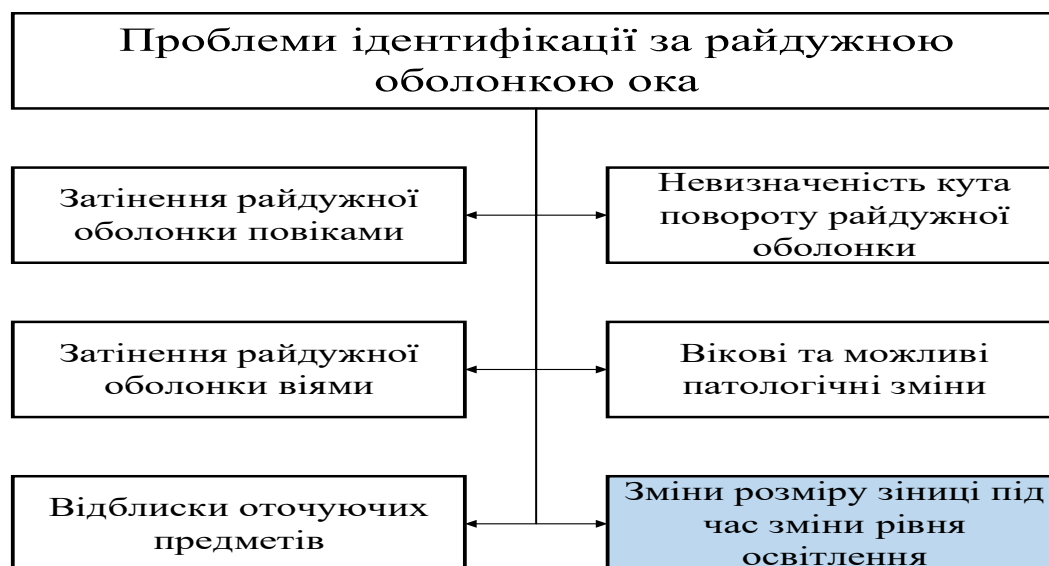 Проблеми ідентифікації за райдужною
оболонкою ока
Затінення райдужної
оболонки повіками
Невизначеність кута
повороту райдужної
оболонки
Затінення райдужної
оболонки віями
Вікові та можливі
патологічні зміни
Відблиски оточуючих
предметів
Зміни розміру зіниці під
час зміни рівня
освітлення